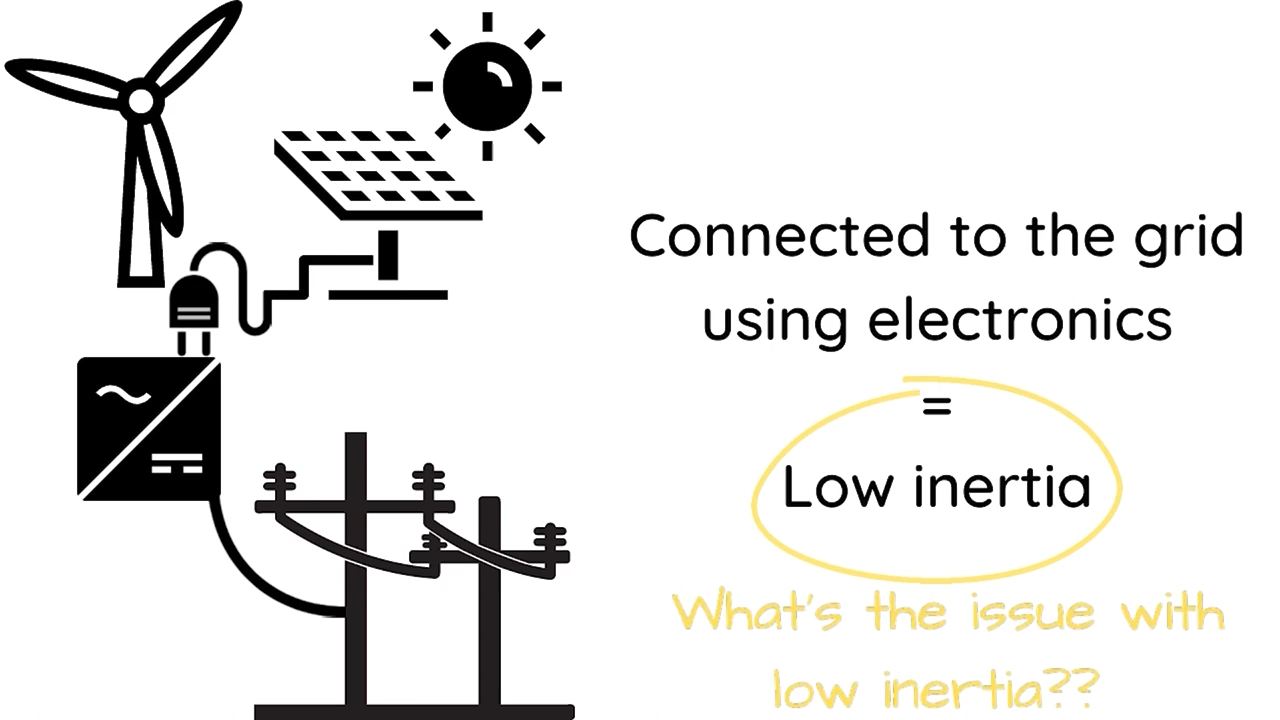 Connected to the grid
using electronics
=
Low inertia
What's the issue with
low inertia??